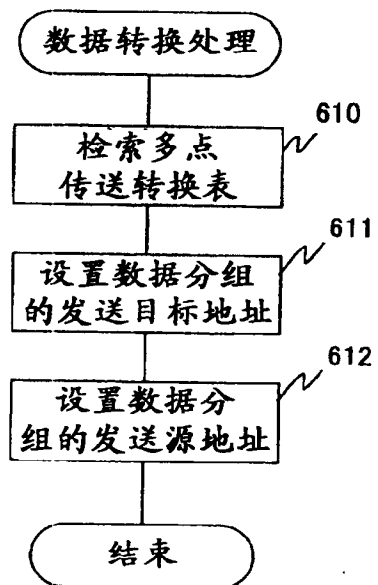 数据转换处理
610
检索多点
传送转换表
611
设置数据分组
的发送目标地址
612
设置数据分
组的发送源地址
结束